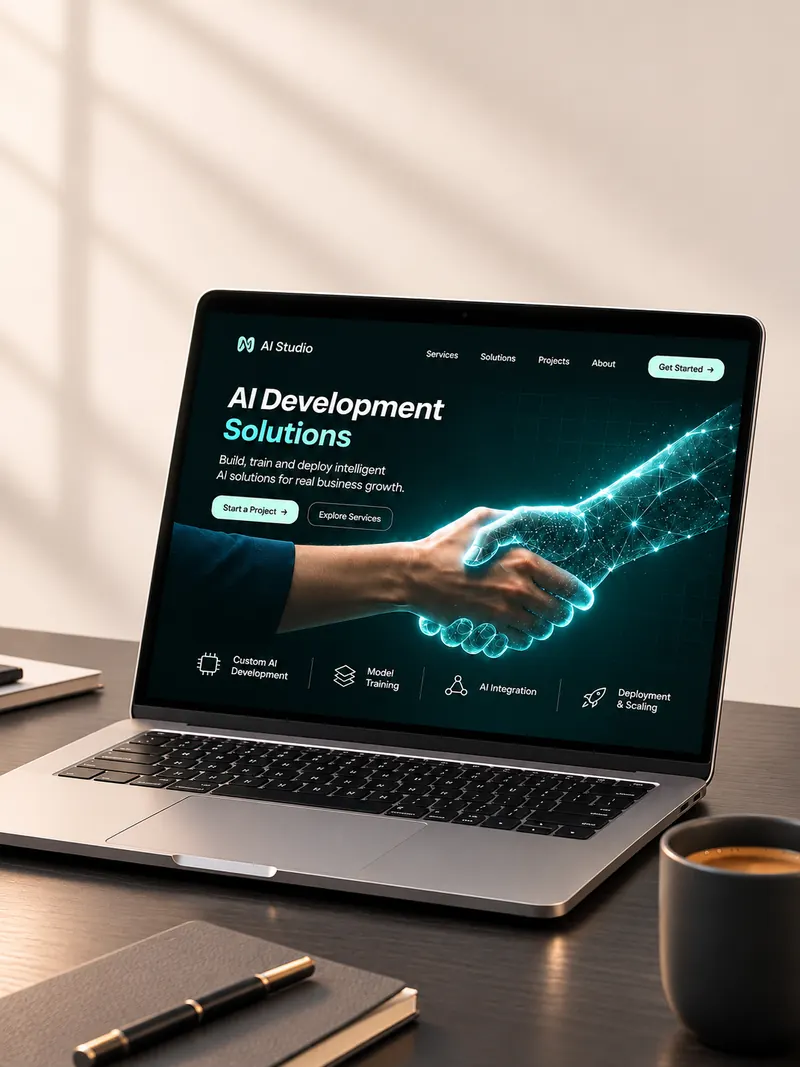 AI Studio
Services
Solutions
Projects
About
Get Started →
AI Development
Solutions
Build, train and deploy intelligent
AI solutions for real business growth.
Start a Project →
Explore Services
Custom AI
Development
Model
Training
AI Integration
Deployment
& Scaling